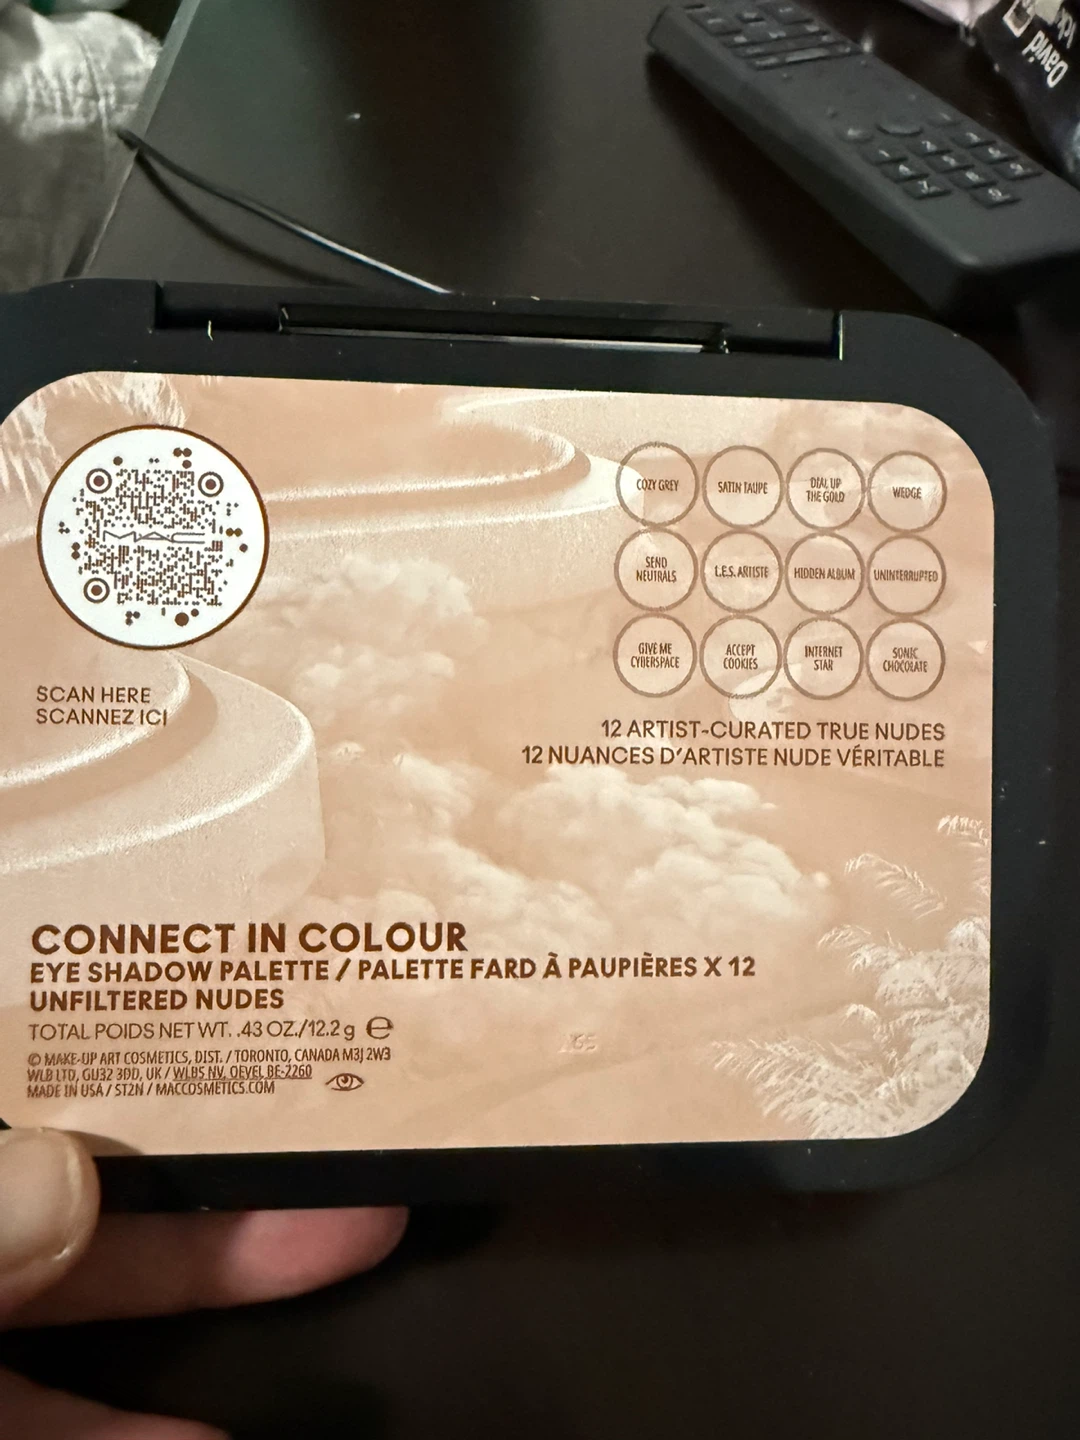 David
MAC
SCAN HERE
SCANNEZ ICI
COZY GREY
SATIN TAUPE
DIAL UP
THE GOLD
WEDGE
SEND
NEUTRALS
L.E.S. ARTISTE
HIDDEN ALBUM
UNINTERRUPTED
GIVE ME
CYBERSPACE
ACCEPT
COOKIES
INTERNET
STAR
SONIC
CHOCOLATE
12 ARTIST-CURATED TRUE NUDES
12 NUANCES D'ARTISTE NUDE VÉRITABLE
CONNECT IN COLOUR
EYE SHADOW PALETTE / PALETTE FARD À PAUPIÈRES X 12
UNFILTERED NUDES
TOTAL POIDS NET WT. .43 OZ./12.2 g ℮
© MAKE-UP ART COSMETICS, DIST. / TORONTO, CANADA M3J 2W3
WLB LTD, GU32 3DD, UK / WLBS NV, OEVEL BE-2260
MADE IN USA / ST2N / MACCOSMETICS.COM